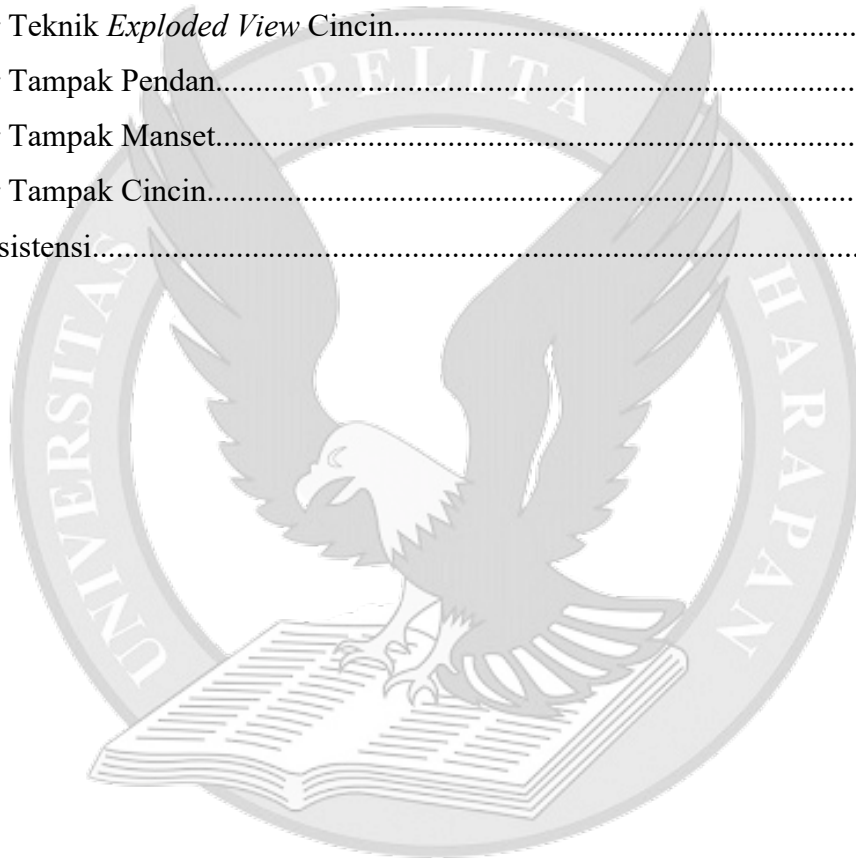 Teknik Exploded View Cincin
Tampak Pendan
Tampak Manset
Tampak Cincin
sistensi
UNIVERSITAS PELITA HARAPAN